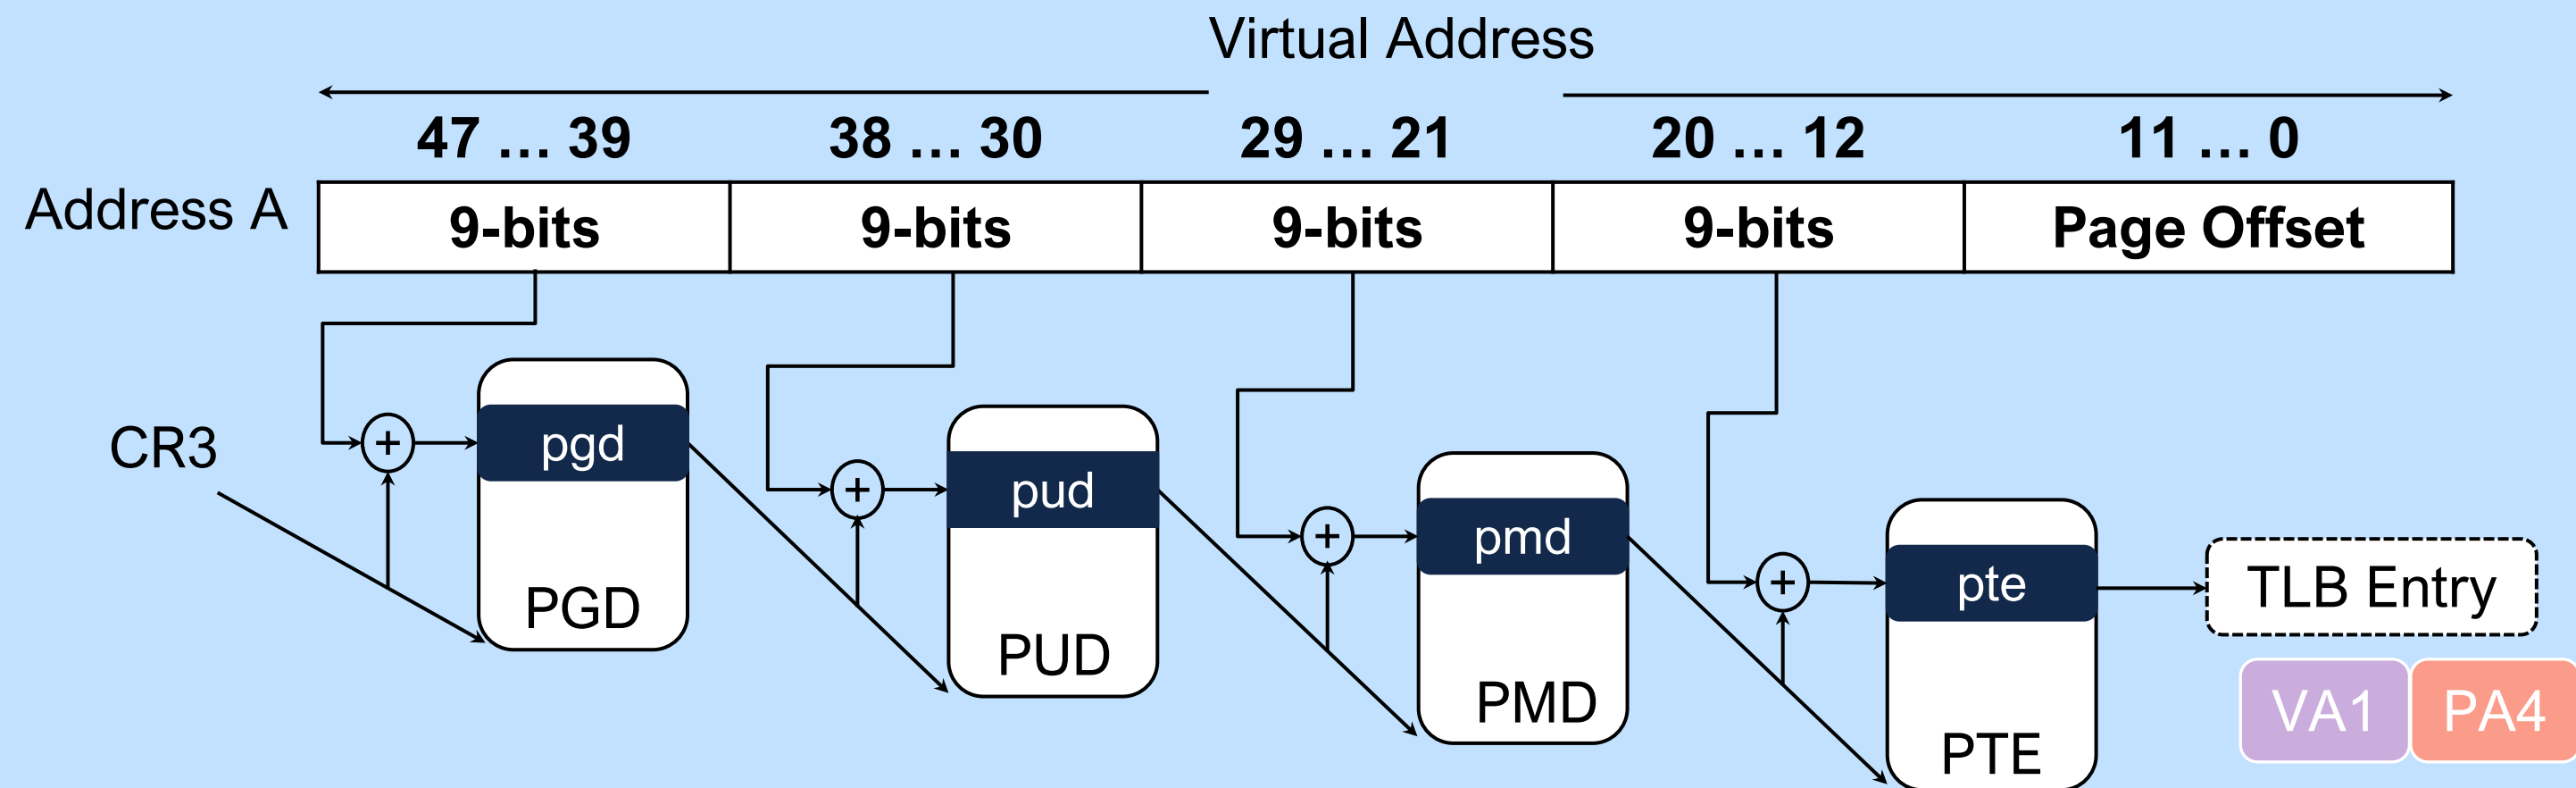 Virtual Address
47 ... 39
38 ... 30
29 ... 21
20 ... 12
11 ... 0
Address A
9-bits
9-bits
9-bits
9-bits
Page Offset
CR3
+
pgd
PGD
+
pud
PUD
+
pmd
PMD
+
pte
PTE
TLB Entry
VA1
PA4